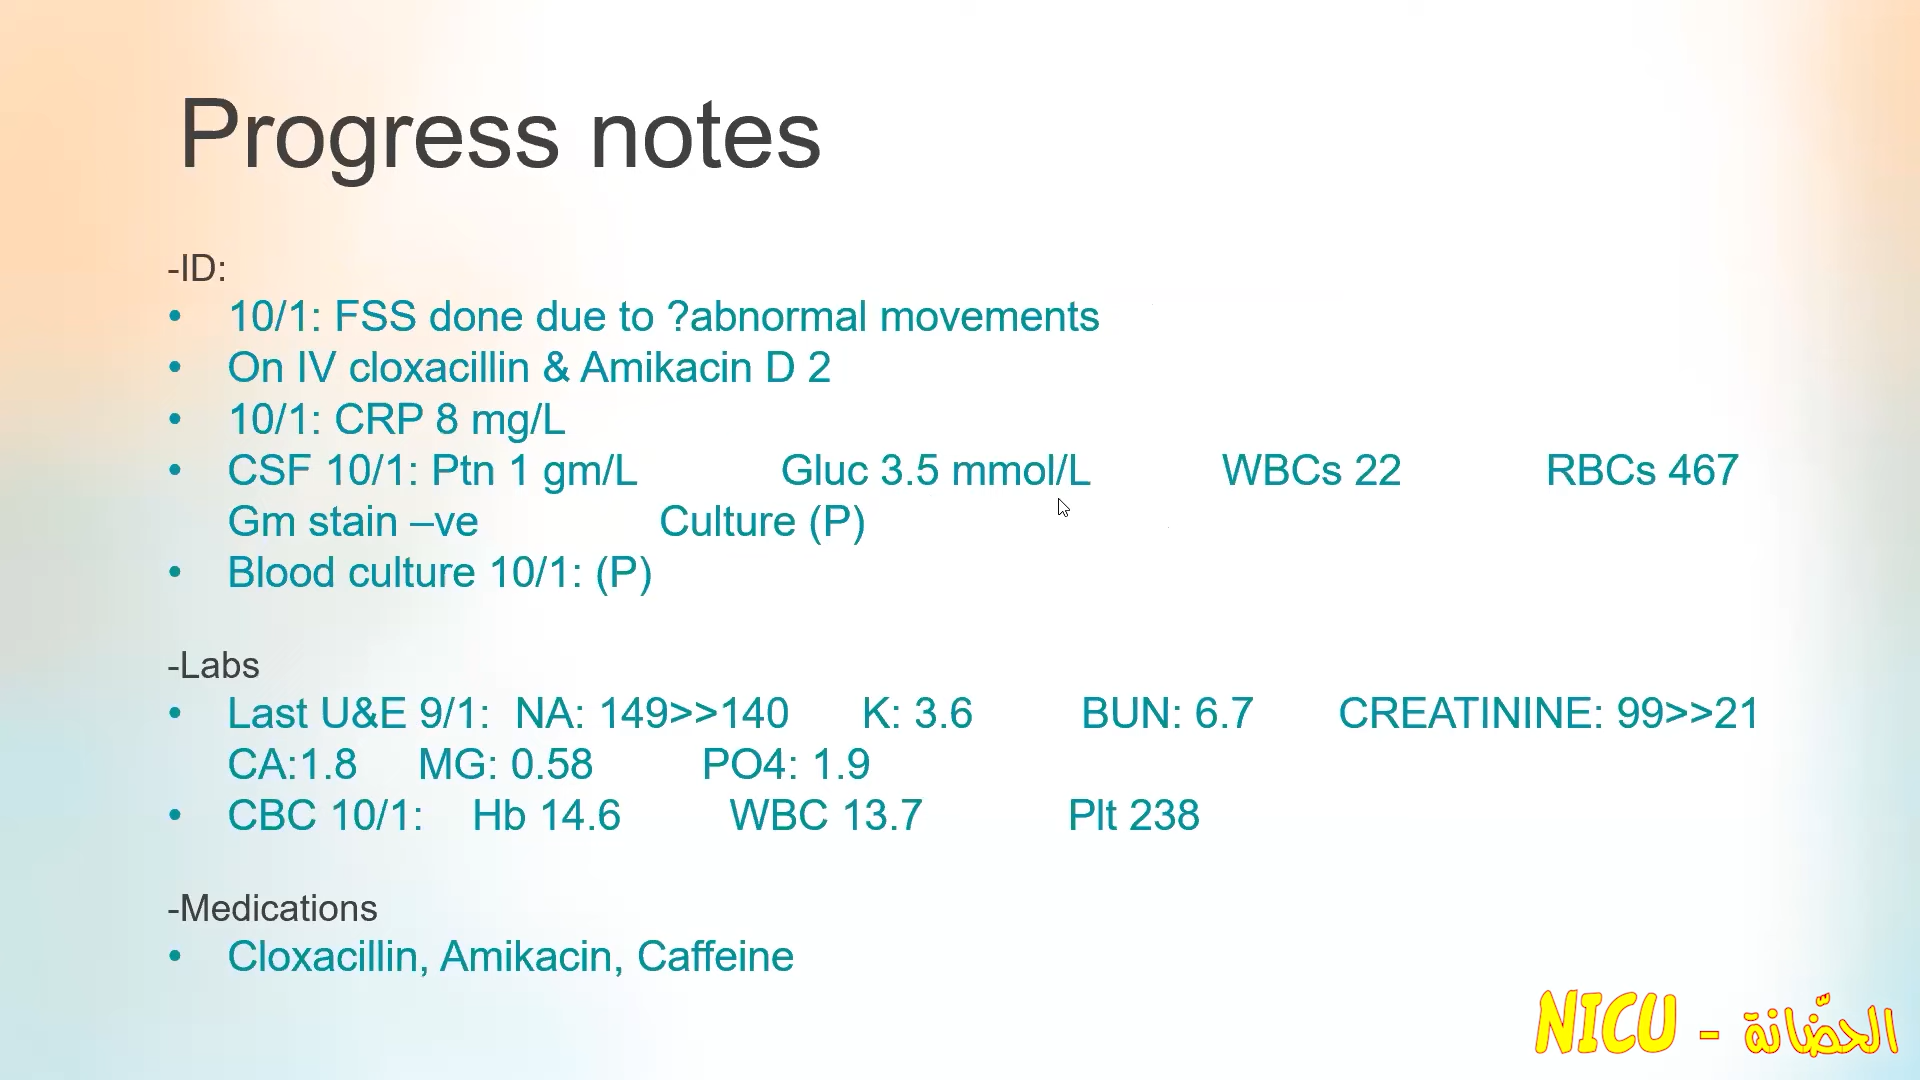 Progress notes
-ID:
• 10/1: FSS done due to ?abnormal movements
• On IV cloxacillin & Amikacin D 2
• 10/1: CRP 8 mg/L
• CSF 10/1: Ptn 1 gm/L Gluc 3.5 mmol/L WBCs 22 RBCs 467
Gm stain –ve Culture (P)
• Blood culture 10/1: (P)
-Labs
• Last U&E 9/1: NA: 149>>140 K: 3.6 BUN: 6.7 CREATININE: 99>>21
CA:1.8 MG: 0.58 PO4: 1.9
• CBC 10/1: Hb 14.6 WBC 13.7 Plt 238
-Medications
• Cloxacillin, Amikacin, Caffeine
NICU - الحضّانة